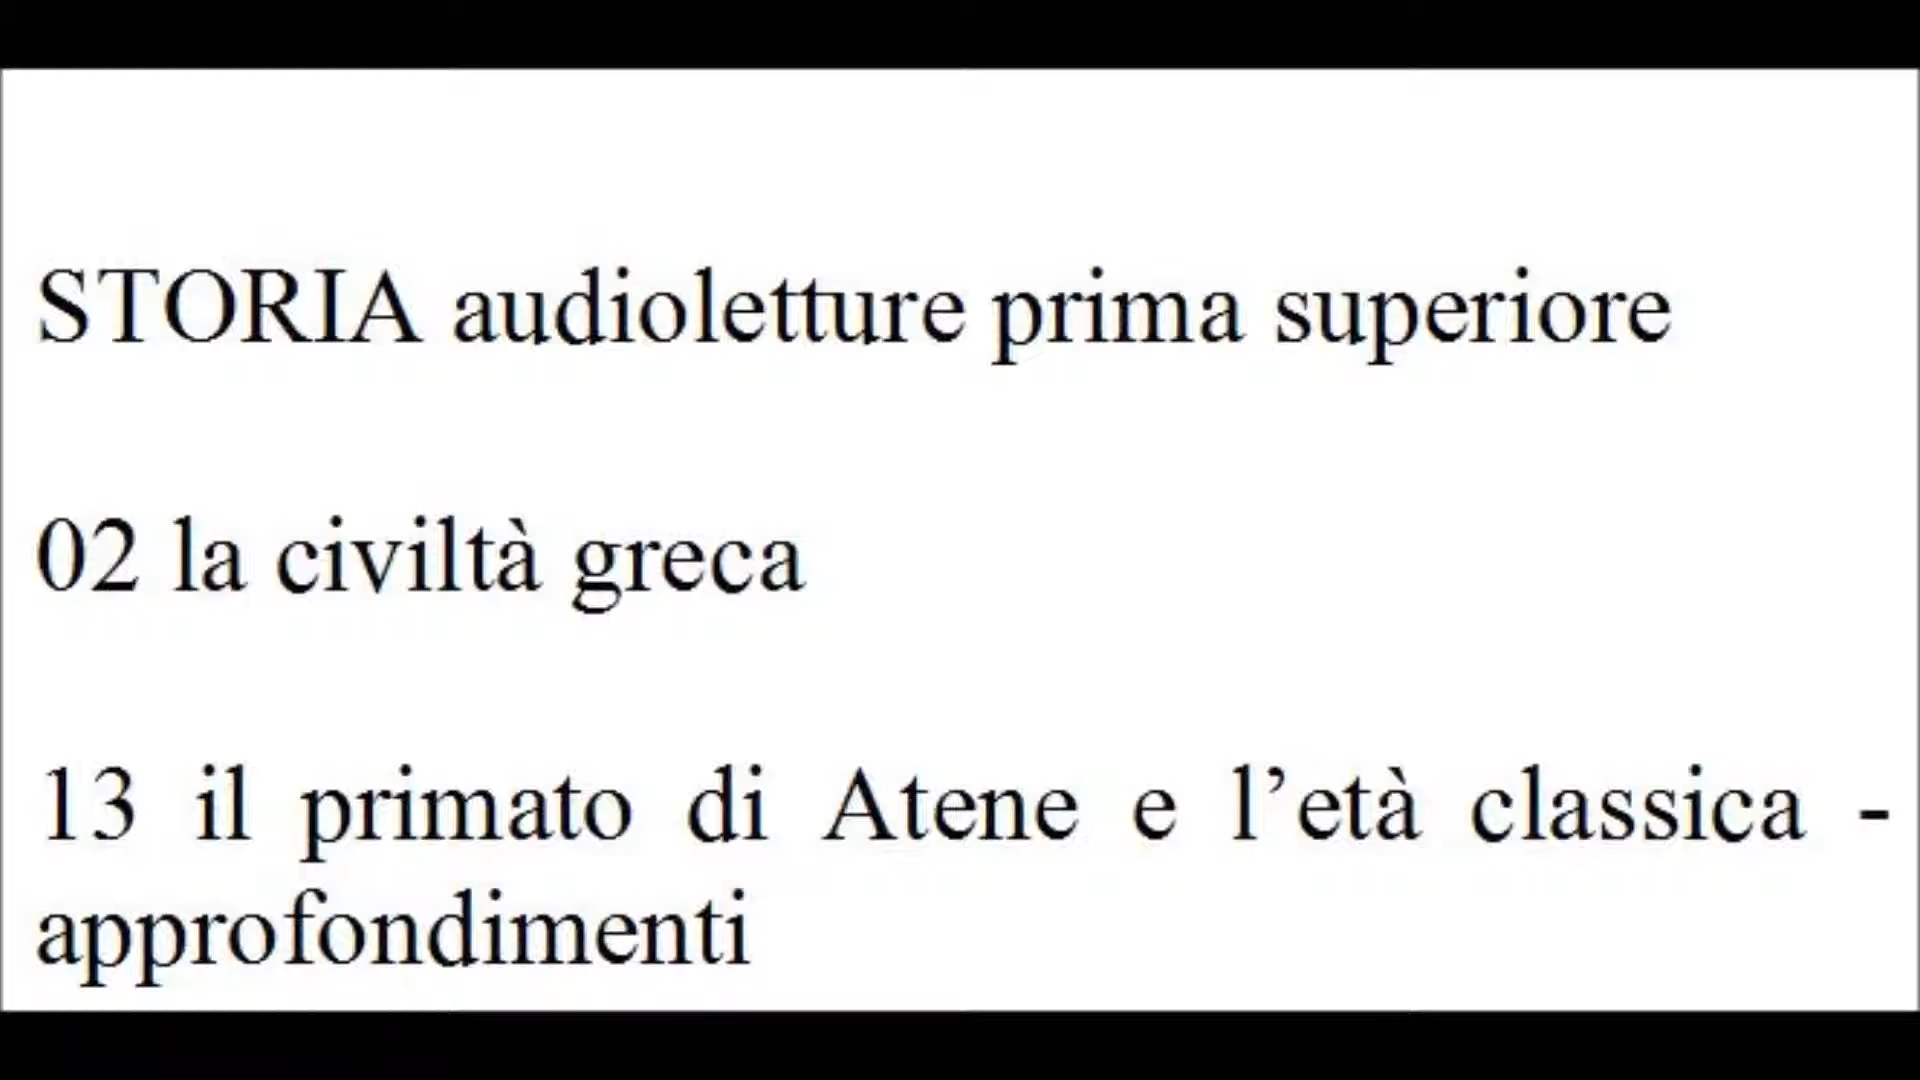 STORIA audioletture prima superiore
02 la civiltà greca
13 il primato di Atene e l’età classica -
approfondimenti